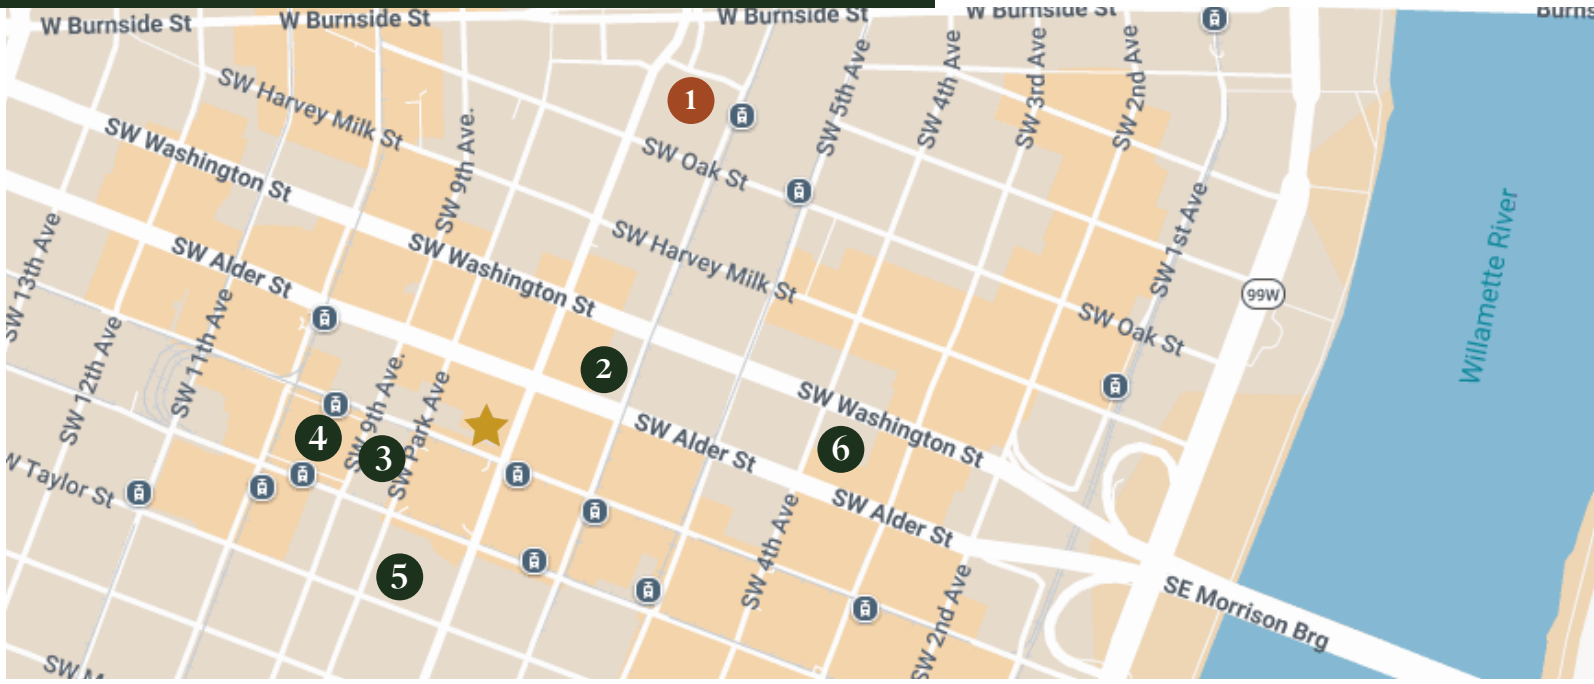 W Burnside St
W Burnside St
W Burnside St
W Burnside St
Burns
SW Harvey Milk St
SW Washington St
SW 9th Ave.
1
SW Oak St
SW 5th Ave
SW 4th Ave
SW 3rd Ave
SW 2nd Ave
SW 1st Ave
99W
Willamette River
SW 13th Ave
SW Alder St
SW Washington St
SW Harvey Milk St
SW Oak St
SW 12th Ave
SW 11th Ave
SW 9th Ave.
SW Park Ave
2
3
4
SW Alder St
SW Washington St
6
W Taylor St
5
SW 4th Ave
SW Alder St
SW 2nd Ave
SE Morrison Brg
SW M